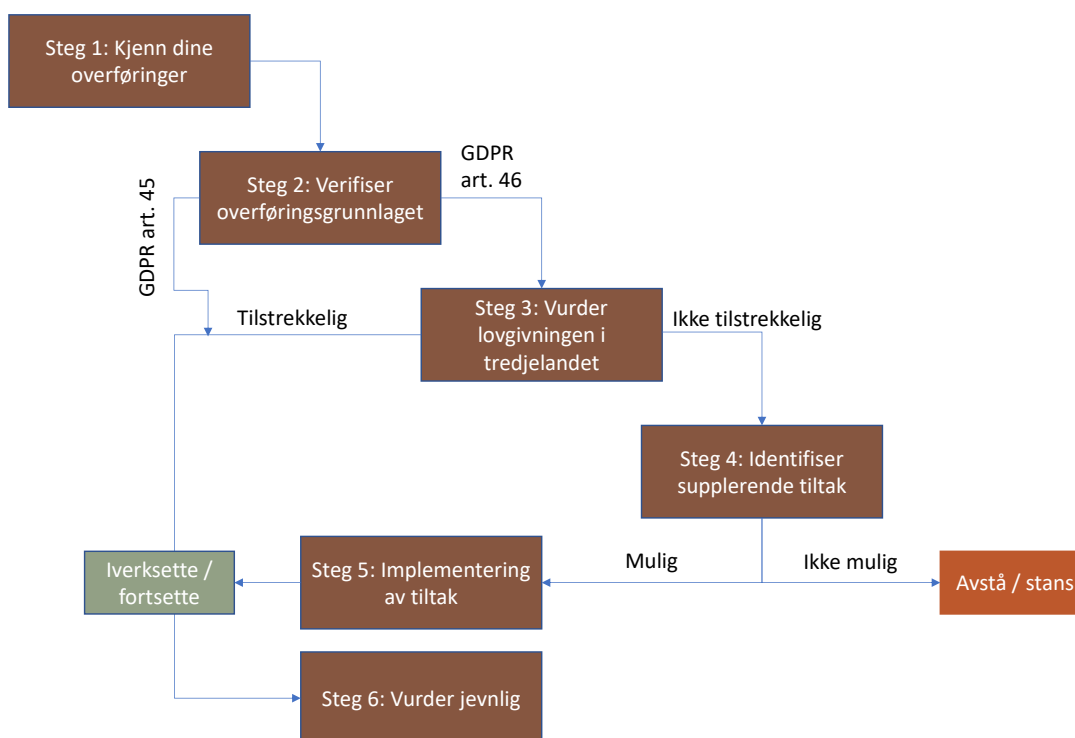 Steg 1: Kjenn dine
overføringer
GDPR
art. 46
Steg 2: Verifiser
overføringsgrunnlaget
GDPR art. 45
Tilstrekkelig
Steg 3: Vurder
lovgivningen i
tredjelandet
Ikke tilstrekkelig
Steg 4: Identifiser
supplerende tiltak
Iverksette /
fortsette
Steg 5: Implementering
av tiltak
Mulig
Ikke mulig
Avstå / stans
Steg 6: Vurder jevnlig